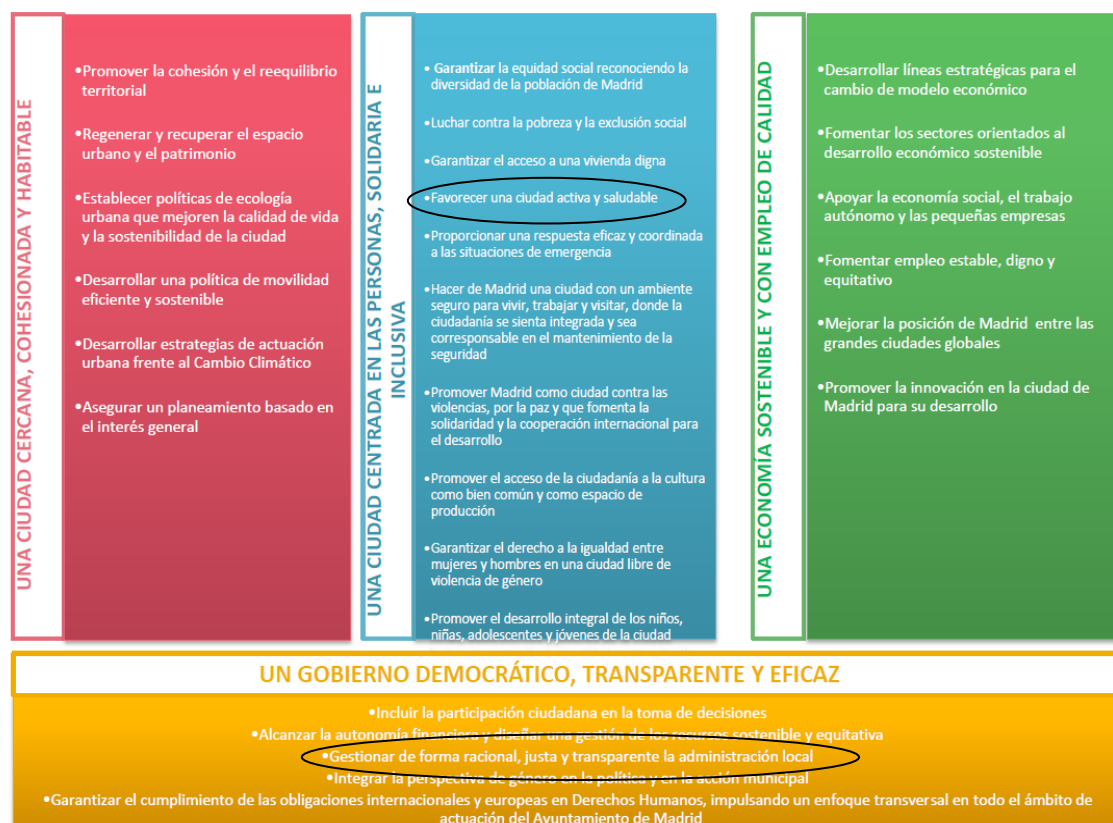 UNA CIUDAD CERCANA, COHESIONADA Y HABITABLE
•Promover la cohesión y el reequilibrio
territorial
•Regenerar y recuperar el espacio
urbano y el patrimonio
•Establecer políticas de ecología
urbana que mejoren la calidad de vida
y la sostenibilidad de la ciudad
•Desarrollar una política de movilidad
eficiente y sostenible
•Desarrollar estrategias de actuación
urbana frente al Cambio Climático
•Asegurar un planeamiento basado en
el interés general
UNA CIUDAD CENTRADA EN LAS PERSONAS, SOLIDARIA E
INCLUSIVA
• Garantizar la equidad social reconociendo la
diversidad de la población de Madrid
•Luchar contra la pobreza y la exclusión social
•Garantizar el acceso a una vivienda digna
•Favorecer una ciudad activa y saludable
•Proporcionar una respuesta eficaz y coordinada
a las situaciones de emergencia
•Hacer de Madrid una ciudad con un ambiente
seguro para vivir, trabajar y visitar, donde la
ciudadanía se sienta integrada y sea
corresponsable en el mantenimiento de la
seguridad
•Promover Madrid como ciudad contra las
violencias, por la paz y que fomenta la
solidaridad y la cooperación internacional para
el desarrollo
•Promover el acceso de la ciudadanía a la cultura
como bien común y como espacio de
producción
•Garantizar el derecho a la igualdad entre
mujeres y hombres en una ciudad libre de
violencia de género
•Promover el desarrollo integral de los niños,
niñas, adolescentes y jóvenes de la ciudad
UNA ECONOMÍA SOSTENIBLE Y CON EMPLEO DE CALIDAD
•Desarrollar líneas estratégicas para el
cambio de modelo económico
•Fomentar los sectores orientados al
desarrollo económico sostenible
•Apoyar la economía social, el trabajo
autónomo y las pequeñas empresas
•Fomentar empleo estable, digno y
equitativo
•Mejorar la posición de Madrid entre las
grandes ciudades globales
•Promover la innovación en la ciudad de
Madrid para su desarrollo
UN GOBIERNO DEMOCRÁTICO, TRANSPARENTE Y EFICAZ
•Incluir la participación ciudadana en la toma de decisiones
•Alcanzar la autonomía financiera y diseñar una gestión de los recursos sostenible y equitativa
•Gestionar de forma racional, justa y transparente la administración local
•Integrar la perspectiva de género en la política y en la acción municipal
•Garantizar el cumplimiento de las obligaciones internacionales y europeas en Derechos Humanos, impulsando un enfoque transversal en todo el ámbito de
actuación del Ayuntamiento de Madrid